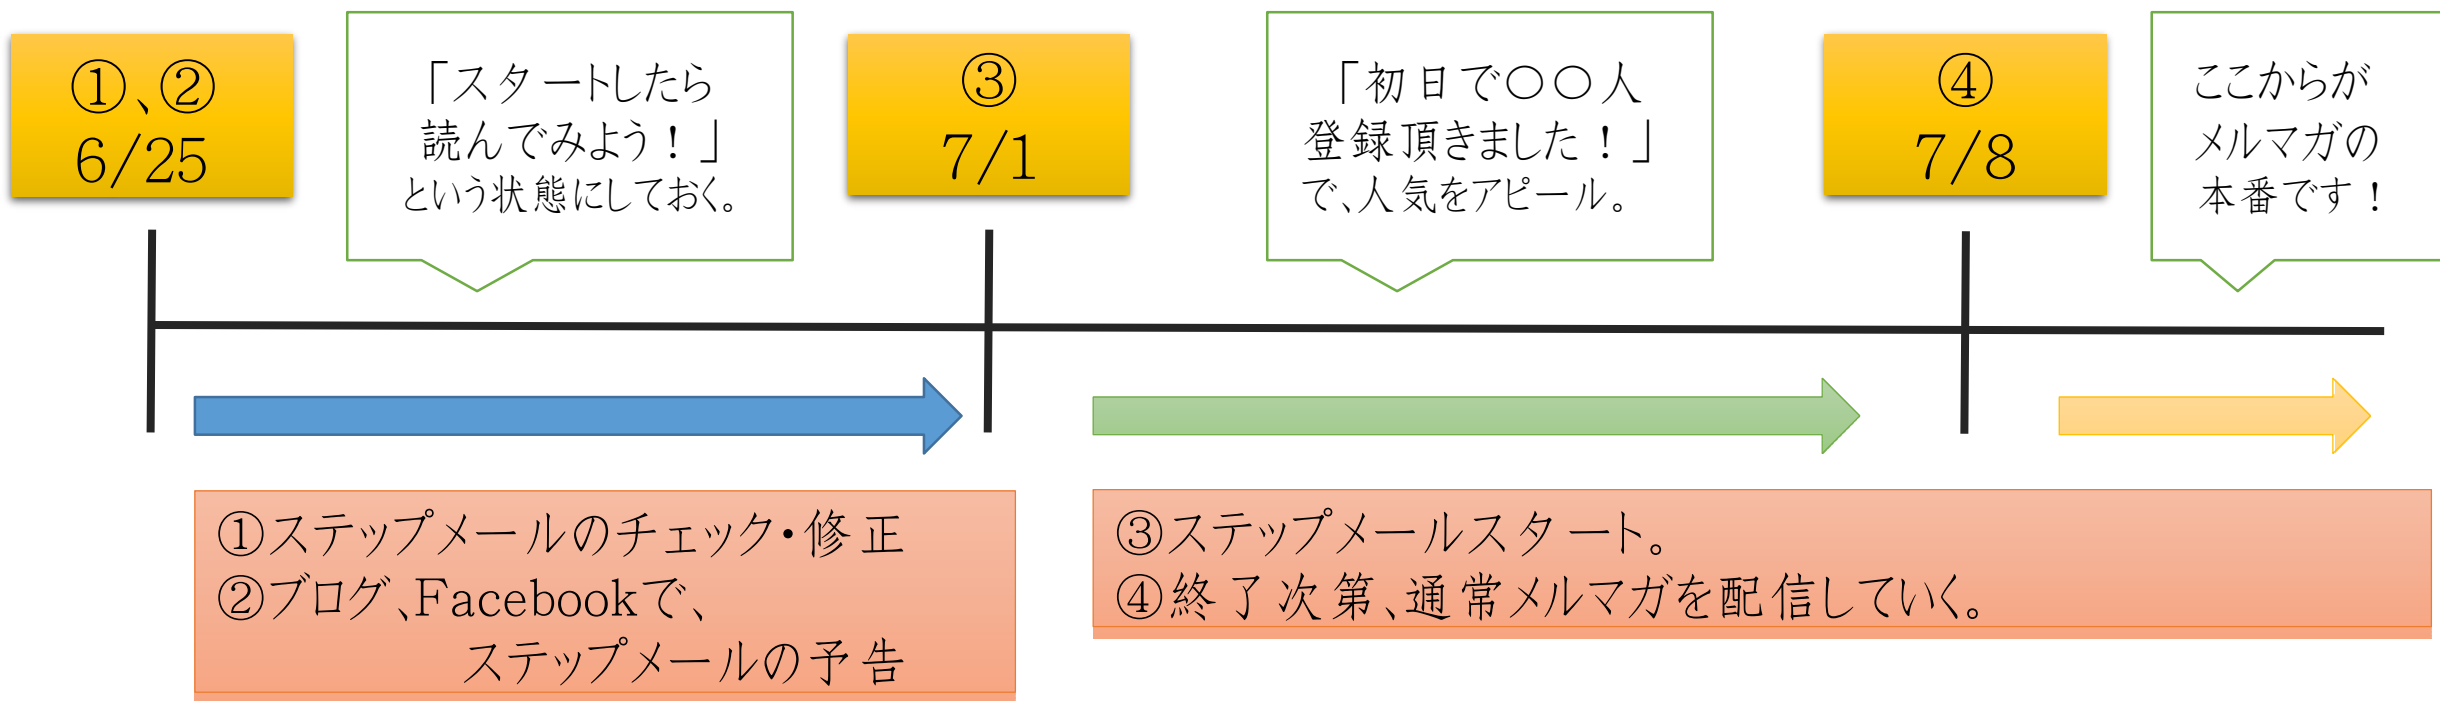 ①、②
6/25
「スタートしたら
読んでみよう！」
という状態にしておく。
③
7/1
「初日で〇〇人
登録頂きました！」
で、人気をアピール。
④
7/8
ここからが
メルマガの
本番です！
①ステップメールのチェック・修正
②ブログ、Facebookで、
ステップメールの予告
③ステップメールスタート。
④終了次第、通常メルマガを配信していく。